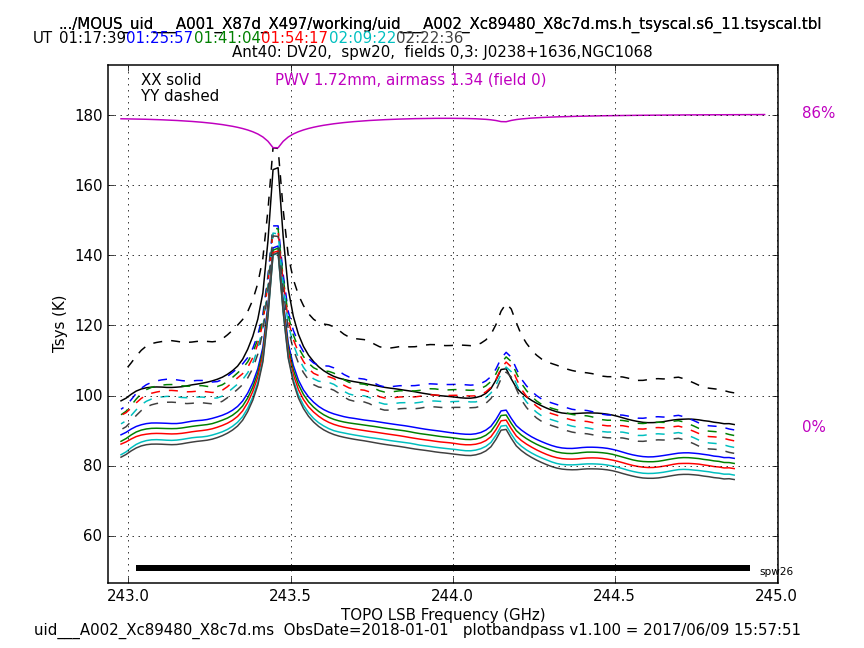 .../MOUS_uid___A001_X87d_X497/working/uid___A002_Xc89480_X8c7d.ms.h_tsyscal.s6_11.tsyscal.tbl
UT 01:17:39 01:25:57 01:41:04 01:54:17 02:09:22 02:22:36
Ant40: DV20, spw20, fields 0,3: J0238+1636,NGC1068
XX solid
YY dashed
PWV 1.72mm, airmass 1.34 (field 0)
86%
0%
180
160
140
120
100
80
60
Tsys (K)
spw26
243.0 243.5 244.0 244.5 245.0
TOPO LSB Frequency (GHz)
uid___A002_Xc89480_X8c7d.ms ObsDate=2018-01-01 plotbandpass v1.100 = 2017/06/09 15:57:51